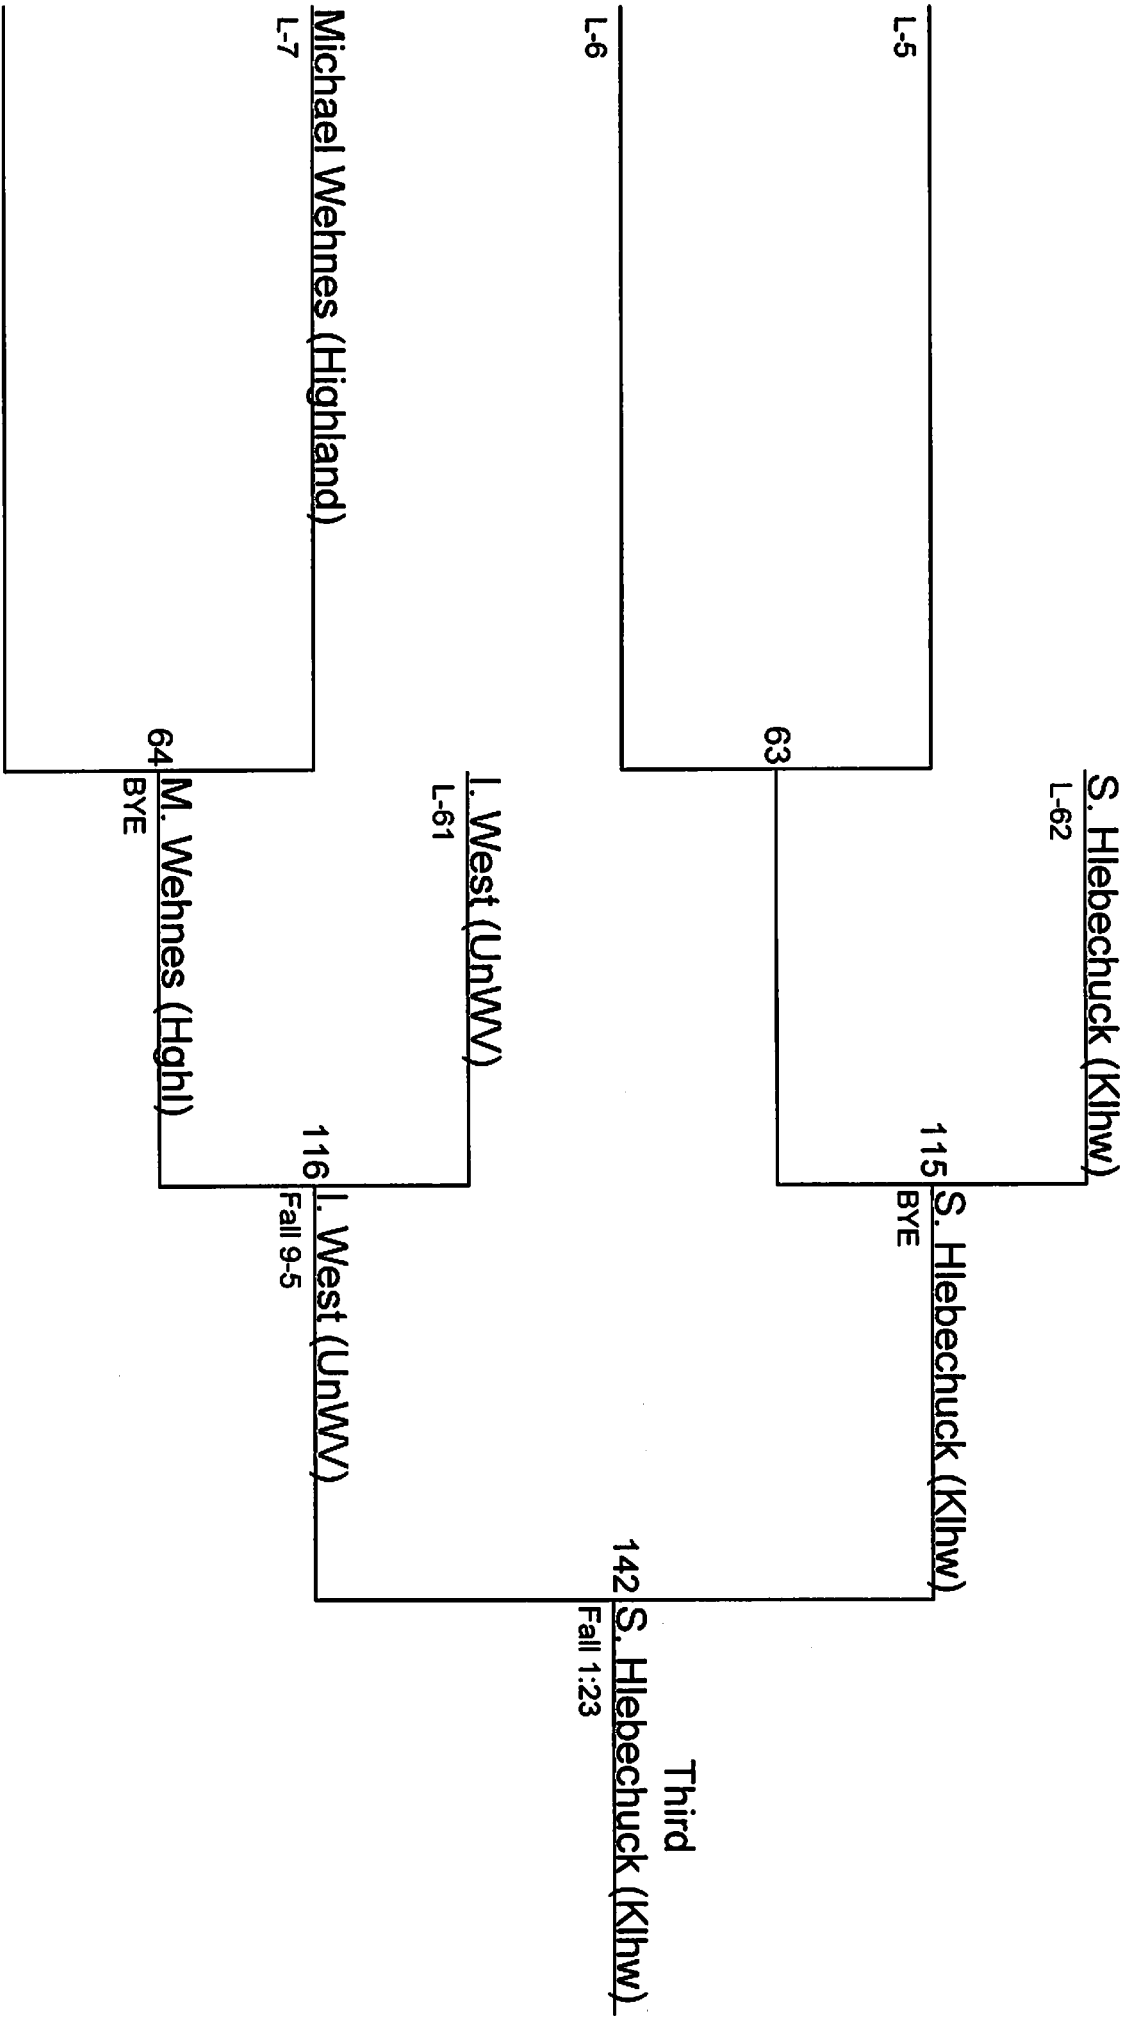 S. Hlebechuck (Klhw)
L-62
115
S. Hlebechuck (Klhw)
BYE
L-5
63
L-6
142
Third
S. Hlebechuck (Klhw)
Fall 1:23
I. West (UnWV)
L-61
116
I. West (UnWV)
Fall 9-5
Michael Wehnes (Highland)
L-7
64
M. Wehnes (Hghl)
BYE